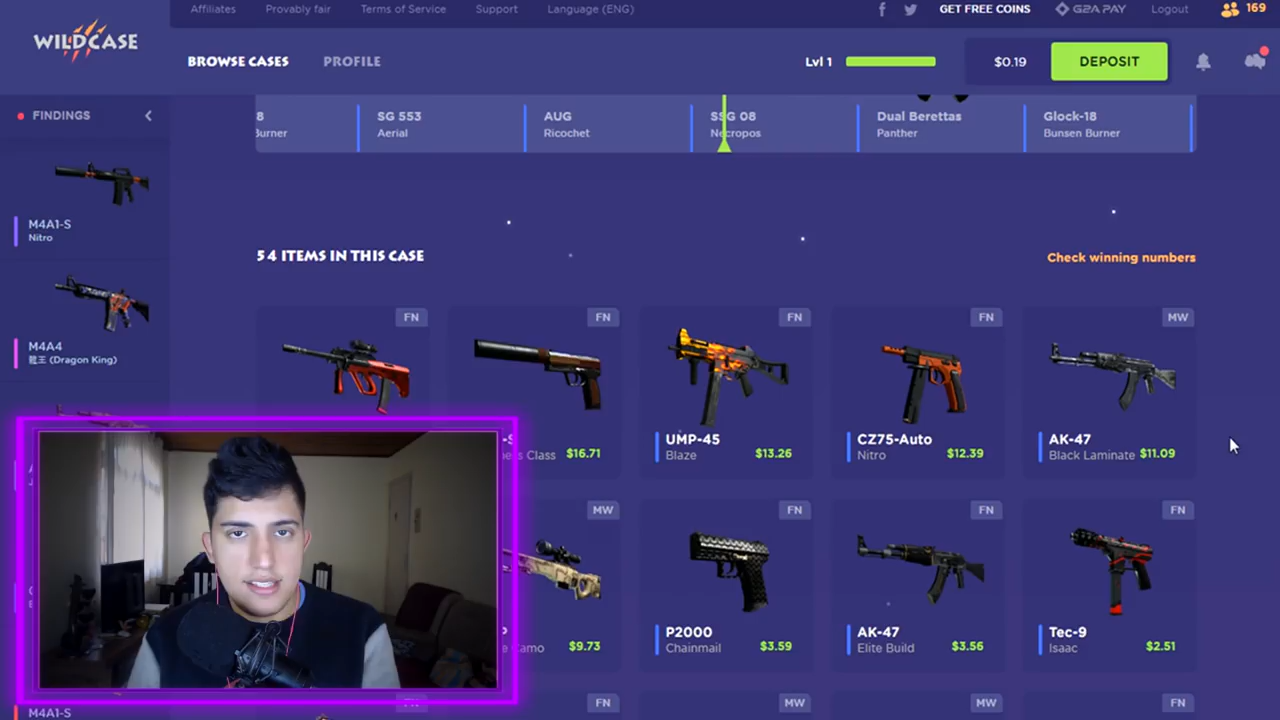 Affiliates
Provably fair
Terms of Service
Support
Language (ENG)
GET FREE COINS
G2A PAY
Logout
169
WILDCASE
BROWSE CASES
PROFILE
Lvl 1
$0.19
DEPOSIT
FINDINGS
8
SG 553
AUG
SSG 08
Dual Berettas
Glock-18
Burner
Aerial
Ricochet
Necropos
Panther
Bunsen Burner
M4A1-S
Nitro
M4A4
龍王 (Dragon King)
54 ITEMS IN THIS CASE
Check winning numbers
FN
FN
FN
FN
MW
$16.71
UMP-45
Blaze
$13.26
CZ75-Auto
Nitro
$12.39
AK-47
Black Laminate
$11.09
MW
FN
FN
FN
Camo
$9.73
P2000
Chainmail
$3.59
AK-47
Elite Build
$3.56
Tec-9
Isaac
$2.51
FN
MW
MW
FN
M4A1-S